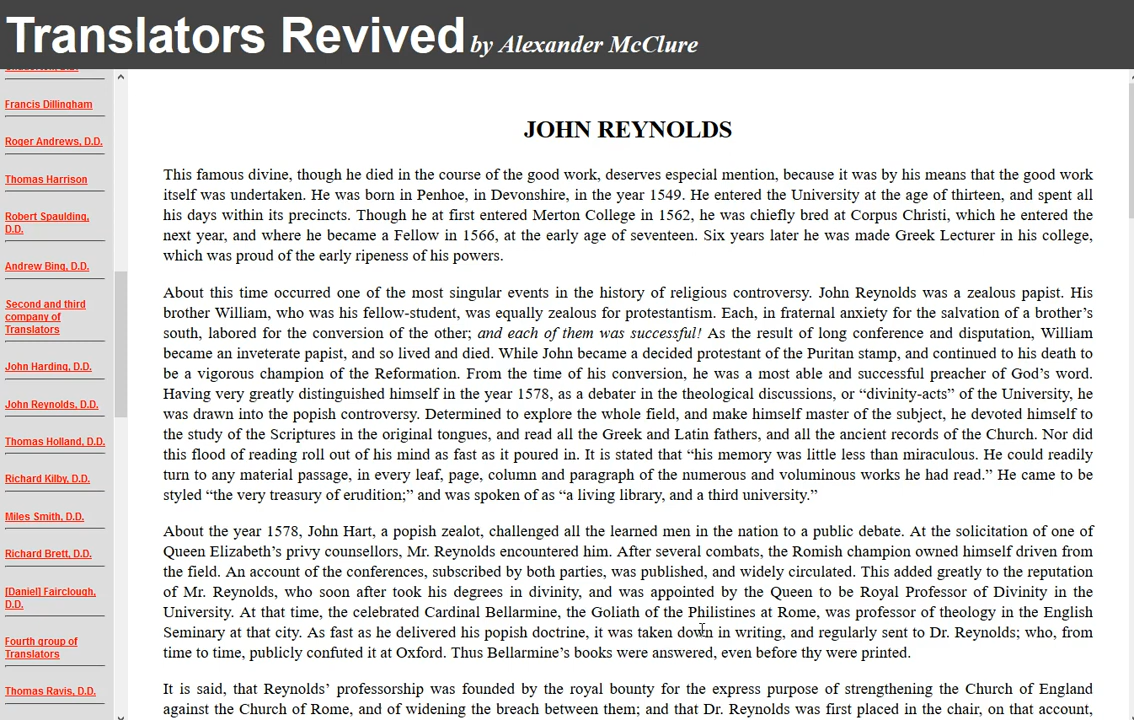 Translators Revived by Alexander McClure
Francis Dillingham
Roger Andrews, D.D.
Thomas Harrison
Robert Spaulding,
D.D.
Andrew Bing, D.D.
Second and third
company of
Translators
John Harding, D.D.
John Reynolds, D.D.
Thomas Holland, D.D.
Richard Kilby, D.D.
Miles Smith, D.D.
Richard Brett, D.D.
[Daniel] Fairclough,
D.D.
Fourth group of
Translators
Thomas Ravis, D.D.
JOHN REYNOLDS
This famous divine, though he died in the course of the good work, deserves especial mention, because it was by his means that the good work
itself was undertaken. He was born in Penhoe, in Devonshire, in the year 1549. He entered the University at the age of thirteen, and spent all
his days within its precincts. Though he at first entered Merton College in 1562, he was chiefly bred at Corpus Christi, which he entered the
next year, and where he became a Fellow in 1566, at the early age of seventeen. Six years later he was made Greek Lecturer in his college,
which was proud of the early ripeness of his powers.
About this time occurred one of the most singular events in the history of religious controversy. John Reynolds was a zealous papist. His
brother William, who was his fellow-student, was equally zealous for protestantism. Each, in fraternal anxiety for the salvation of a brother’s
south, labored for the conversion of the other; and each of them was successful! As the result of long conference and disputation, William
became an inveterate papist, and so lived and died. While John became a decided protestant of the Puritan stamp, and continued to his death to
be a vigorous champion of the Reformation. From the time of his conversion, he was a most able and successful preacher of God’s word.
Having very greatly distinguished himself in the year 1578, as a debater in the theological discussions, or “divinity-acts” of the University, he
was drawn into the popish controversy. Determined to explore the whole field, and make himself master of the subject, he devoted himself to
the study of the Scriptures in the original tongues, and read all the Greek and Latin fathers, and all the ancient records of the Church. Nor did
this flood of reading roll out of his mind as fast as it poured in. It is stated that “his memory was little less than miraculous. He could readily
turn to any material passage, in every leaf, page, column and paragraph of the numerous and voluminous works he had read.” He came to be
styled “the very treasury of erudition;” and was spoken of as “a living library, and a third university.”
About the year 1578, John Hart, a popish zealot, challenged all the learned men in the nation to a public debate. At the solicitation of one of
Queen Elizabeth’s privy counsellors, Mr. Reynolds encountered him. After several combats, the Romish champion owned himself driven from
the field. An account of the conferences, subscribed by both parties, was published, and widely circulated. This added greatly to the reputation
of Mr. Reynolds, who soon after took his degrees in divinity, and was appointed by the Queen to be Royal Professor of Divinity in the
University. At that time, the celebrated Cardinal Bellarmine, the Goliath of the Philistines at Rome, was professor of theology in the English
Seminary at that city. As fast as he delivered his popish doctrine, it was taken down in writing, and regularly sent to Dr. Reynolds; who, from
time to time, publicly confuted it at Oxford. Thus Bellarmine’s books were answered, even before thy were printed.
It is said, that Reynolds’ professorship was founded by the royal bounty for the express purpose of strengthening the Church of England
against the Church of Rome, and of widening the breach between them; and that Dr. Reynolds was first placed in the chair, on that account,